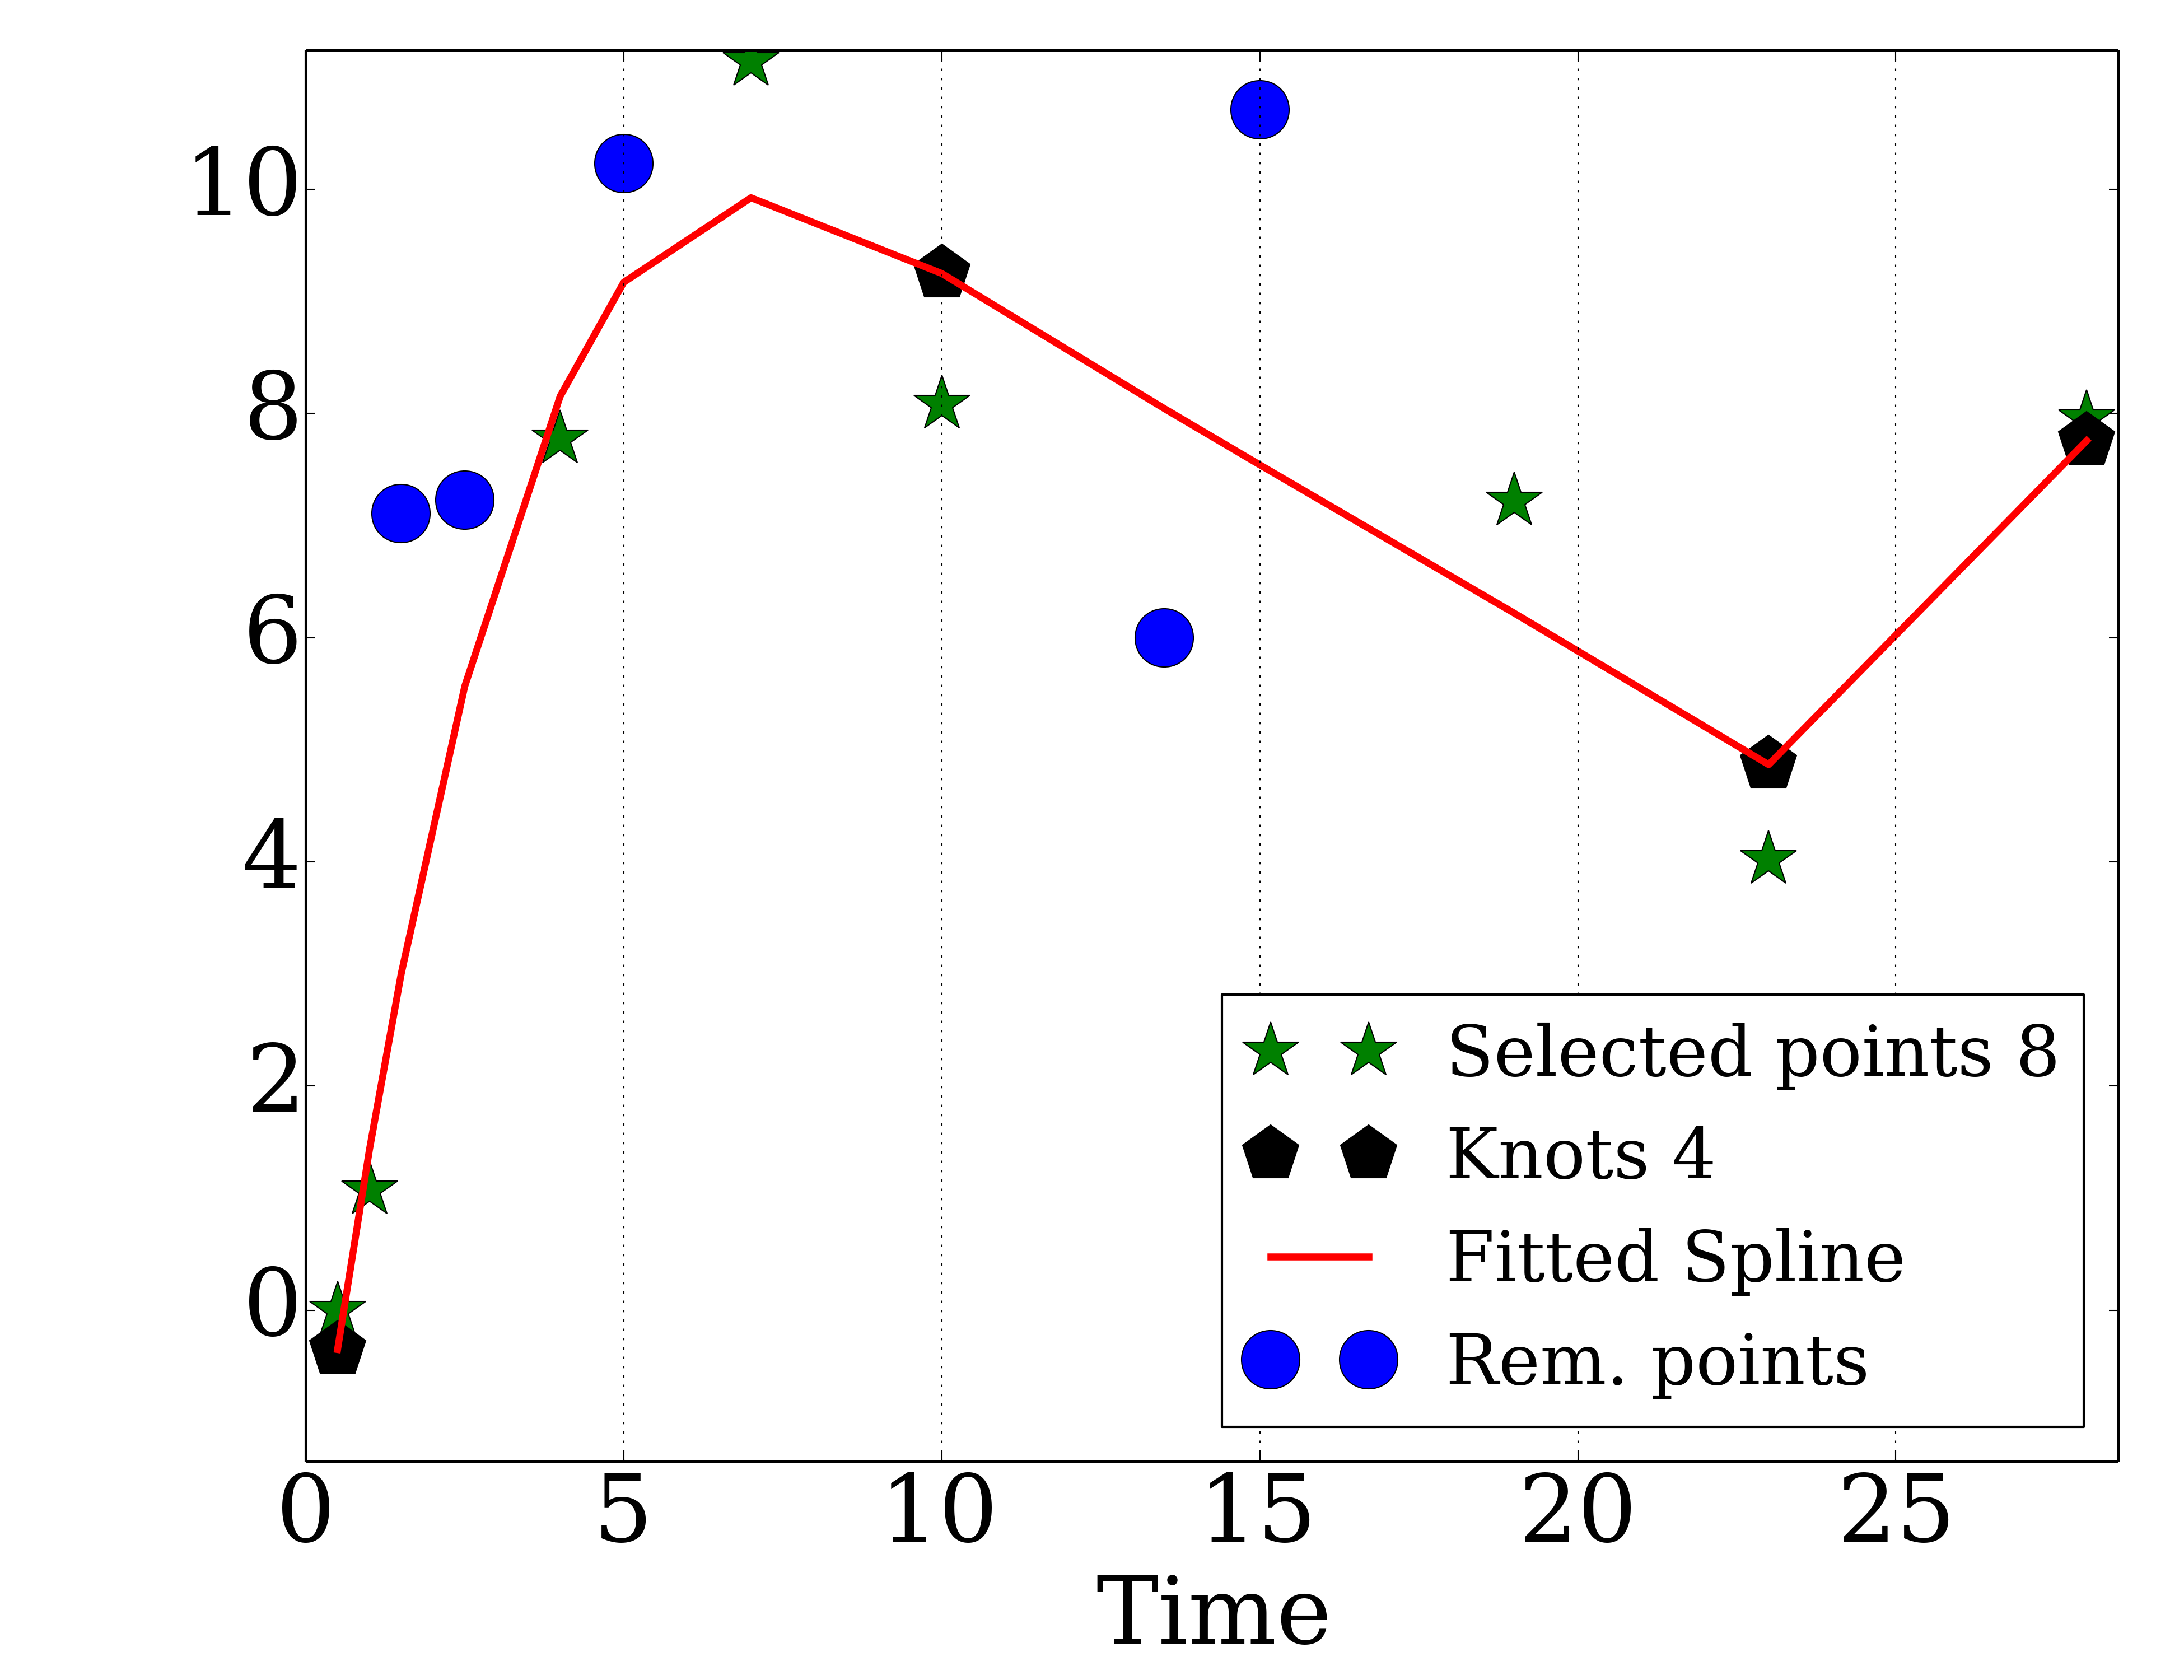 10
8
6
4
2
0
Selected points 8
Knots 4
Fitted Spline
Rem. points
0 5 10 15 20 25
Time